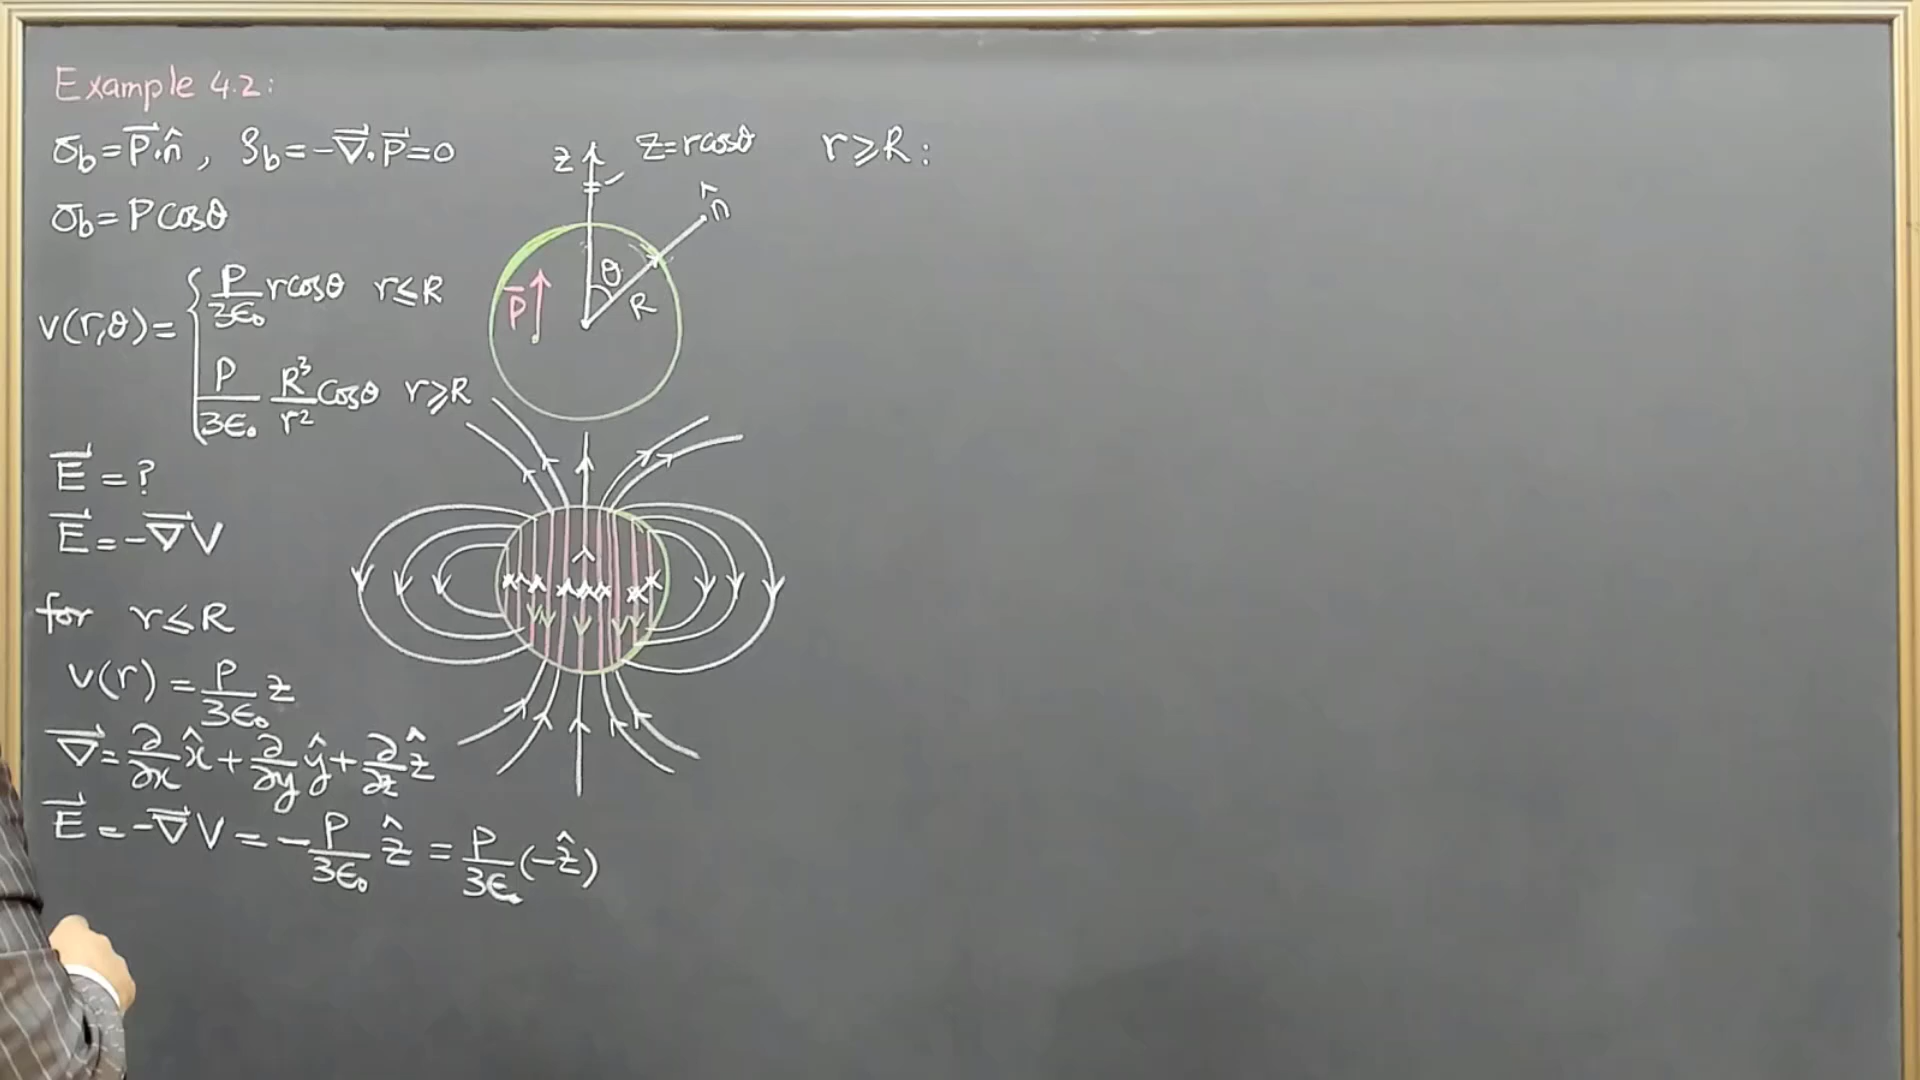 Example 4.2:
σb = P⃗·n̂ , ρb = −∇⃗·P⃗ = 0
σb = P cosθ
V(r,θ) = { P/3ϵ₀ r cosθ r ≤ R
P/3ϵ₀ R³/r² cosθ r ≥ R
E⃗ = ?
E⃗ = −∇⃗V
for r ≤ R
V(r) = P/3ϵ₀ z
∇⃗ = ∂/∂x x̂ + ∂/∂y ŷ + ∂/∂z ẑ
E⃗ = −∇⃗V = −P/3ϵ₀ ẑ = P/3ϵ₀ (−ẑ)
z
z = r cosθ
n̂
θ
R
P⃗
r ≥ R :